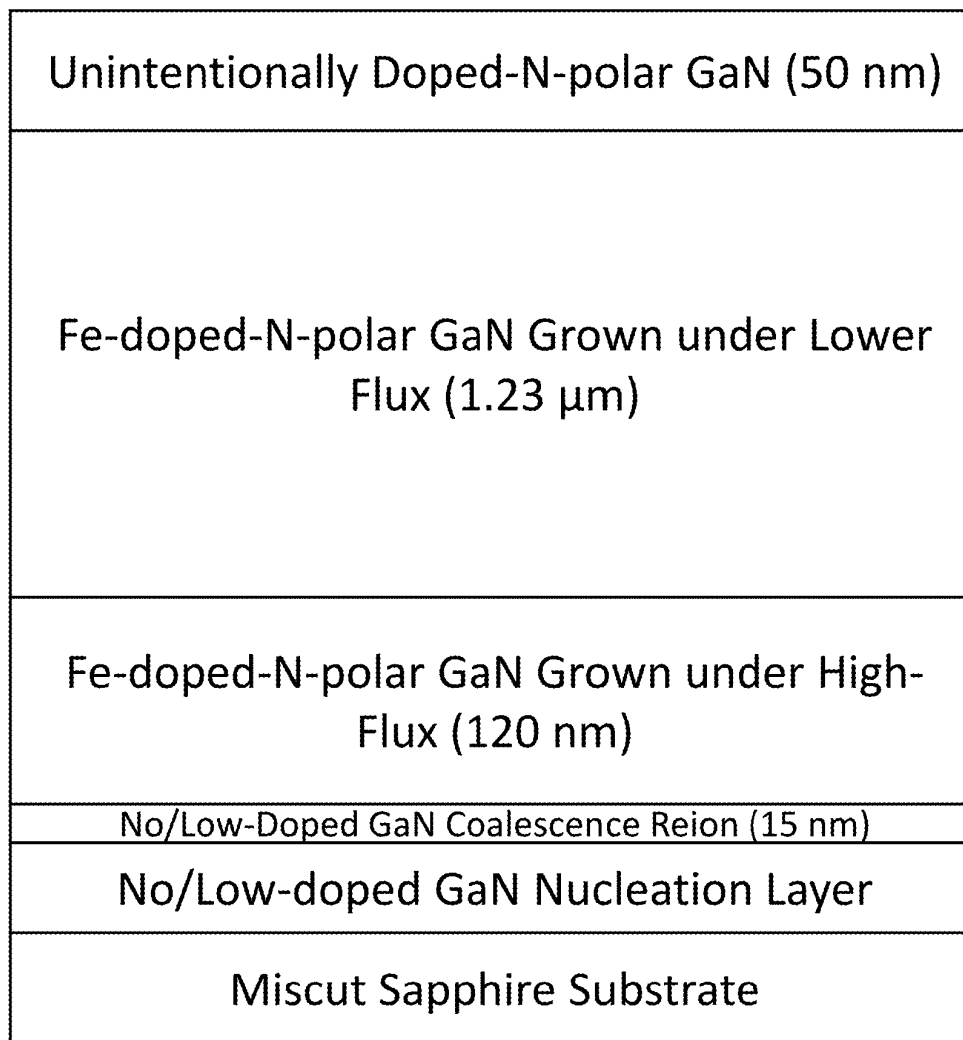 Unintentionally Doped-N-polar GaN (50 nm)
Fe-doped-N-polar GaN Grown under Lower
Flux (1.23 μm)
Fe-doped-N-polar GaN Grown under High-
Flux (120 nm)
No/Low-Doped GaN Coalescence Reion (15 nm)
No/Low-doped GaN Nucleation Layer
Miscut Sapphire Substrate